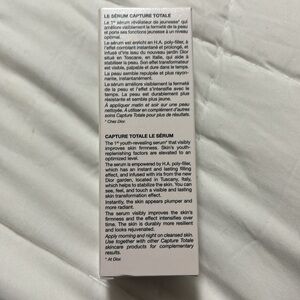 LE SÉRUM CAPTURE TOTALE
Le 1er sérum révélateur de jeunesse* qui
améliore visiblement la fermeté de la peau
et porte ses fonctions jeunesse à un niveau
optimal.
Le sérum est enrichi en H.A. poly-filler, à
l'effet comblant instantané et prolongé, et
infusé d'iris issu du nouveau jardin Dior
situé en Toscane, en Italie, qui aide à
stabiliser la peau. Son effet transformateur
est visible, palpable et dure dans le temps.
La peau semble repulpée et plus rayon-
nante, instantanément.
Le sérum améliore visiblement la fermeté de
la peau et l'effet s'intensifie avec le temps.
La peau est durablement plus
résistante et semble plus jeune.
À appliquer matin et soir sur une peau
nettoyée. À utiliser en complément d'autres
soins Capture Totale pour plus de résultats.
* Chez Dior.
CAPTURE TOTALE LE SÉRUM
The 1st youth-revealing serum* that visibly
improves skin firmness. Skin's youth-
replenishing factors are elevated to an
optimized level.
The serum is empowered by H.A. poly-filler,
which has an instant and lasting filling
effect, and infused with iris from the new
Dior garden, located in Tuscany, Italy,
which helps to stabilize the skin. You can
see, feel, and touch a visible and lasting
skin transformation effect.
Instantly, the skin appears plumper and
more radiant.
The serum visibly improves the skin's
firmness and the effect intensifies over
time. The skin is durably more resilient
and looks rejuvenated.
Apply morning and night on cleansed skin.
Use together with other Capture Totale
skincare products for complementary
results.
* At Dior.